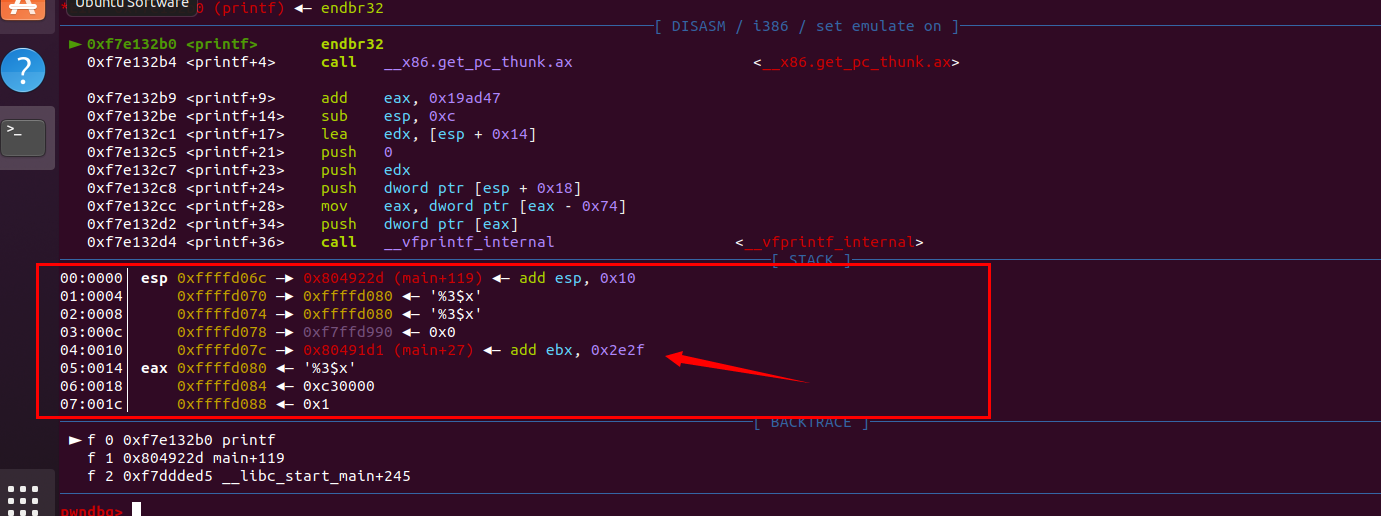 Ubuntu Software
0 (printf) ◂— endbr32
[ DISASM / i386 / set emulate on ]
► 0xf7e132b0 <printf> endbr32
0xf7e132b4 <printf+4> call __x86.get_pc_thunk.ax <__x86.get_pc_thunk.ax>
0xf7e132b9 <printf+9> add eax, 0x19ad47
0xf7e132be <printf+14> sub esp, 0xc
0xf7e132c1 <printf+17> lea edx, [esp + 0x14]
0xf7e132c5 <printf+21> push 0
0xf7e132c7 <printf+23> push edx
0xf7e132c8 <printf+24> push dword ptr [esp + 0x18]
0xf7e132cc <printf+28> mov eax, dword ptr [eax - 0x74]
0xf7e132d2 <printf+34> push dword ptr [eax]
0xf7e132d4 <printf+36> call __vfprintf_internal <__vfprintf_internal>
[ STACK ]
00:0000│ esp 0xffffd06c —▸ 0x804922d (main+119) ◂— add esp, 0x10
01:0004│ 0xffffd070 —▸ 0xffffd080 ◂— '%3$x'
02:0008│ 0xffffd074 —▸ 0xffffd080 ◂— '%3$x'
03:000c│ 0xffffd078 —▸ 0xf7ffd990 ◂— 0x0
04:0010│ 0xffffd07c —▸ 0x80491d1 (main+27) ◂— add ebx, 0x2e2f
05:0014│ eax 0xffffd080 ◂— '%3$x'
06:0018│ 0xffffd084 ◂— 0xc30000
07:001c│ 0xffffd088 ◂— 0x1
[ BACKTRACE ]
► f 0 0xf7e132b0 printf
f 1 0x804922d main+119
f 2 0xf7ddded5 __libc_start_main+245
pwndbg>